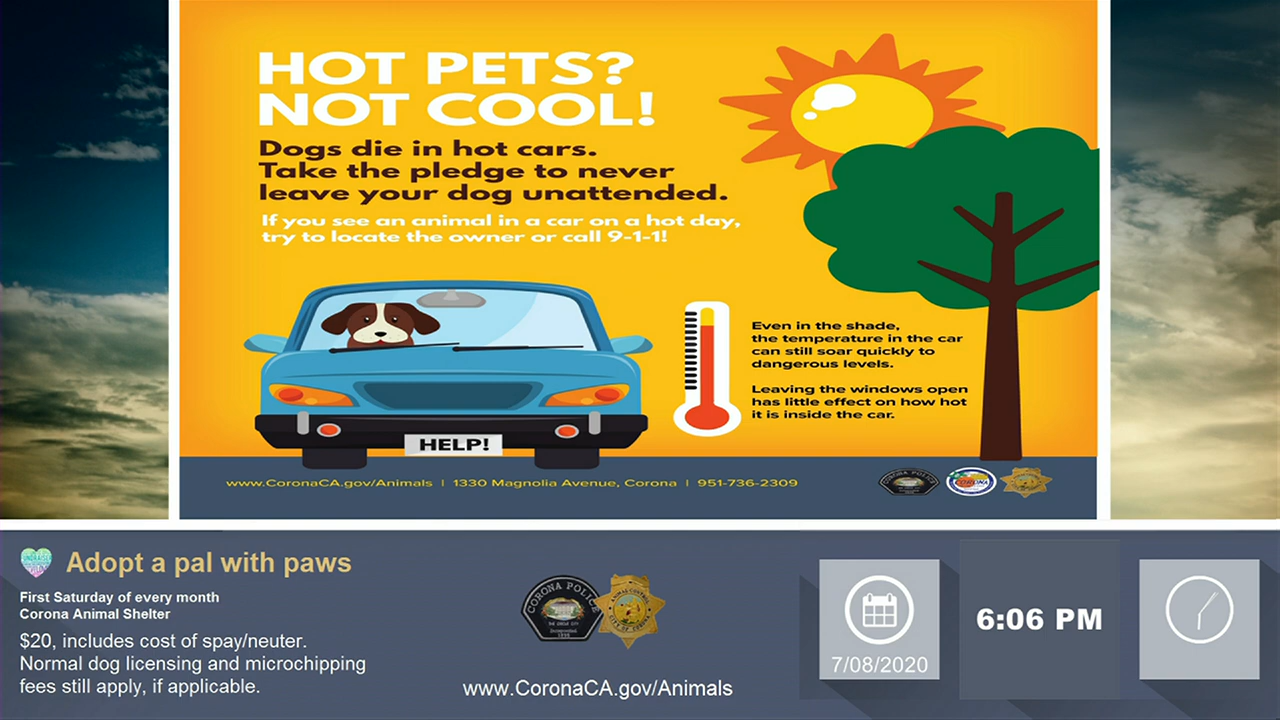 HOT PETS?
NOT COOL!
Dogs die in hot cars.
Take the pledge to never
leave your dog unattended.
If you see an animal in a car on a hot day,
try to locate the owner or call 9-1-1!
Even in the shade,
the temperature in the car
can still soar quickly to
dangerous levels.
Leaving the windows open
has little effect on how hot
it is inside the car.
HELP!
www.CoronaCA.gov/Animals | 1330 Magnolia Avenue, Corona | 951-736-2309
CORONA POLICE
CORONA
Adopt a pal with paws
First Saturday of every month
Corona Animal Shelter
$20, includes cost of spay/neuter.
Normal dog licensing and microchipping
fees still apply, if applicable.
CORONA POLICE
ANIMAL CONTROL
www.CoronaCA.gov/Animals
7/08/2020
6:06 PM